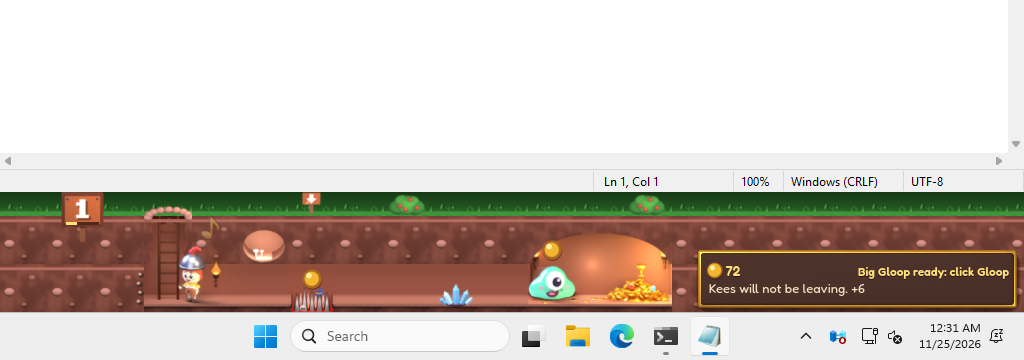 Ln 1, Col 1
100%
Windows (CRLF)
UTF-8
1
72
Big Gloop ready: click Gloop
Kees will not be leaving. +6
Search
12:31 AM
11/25/2026